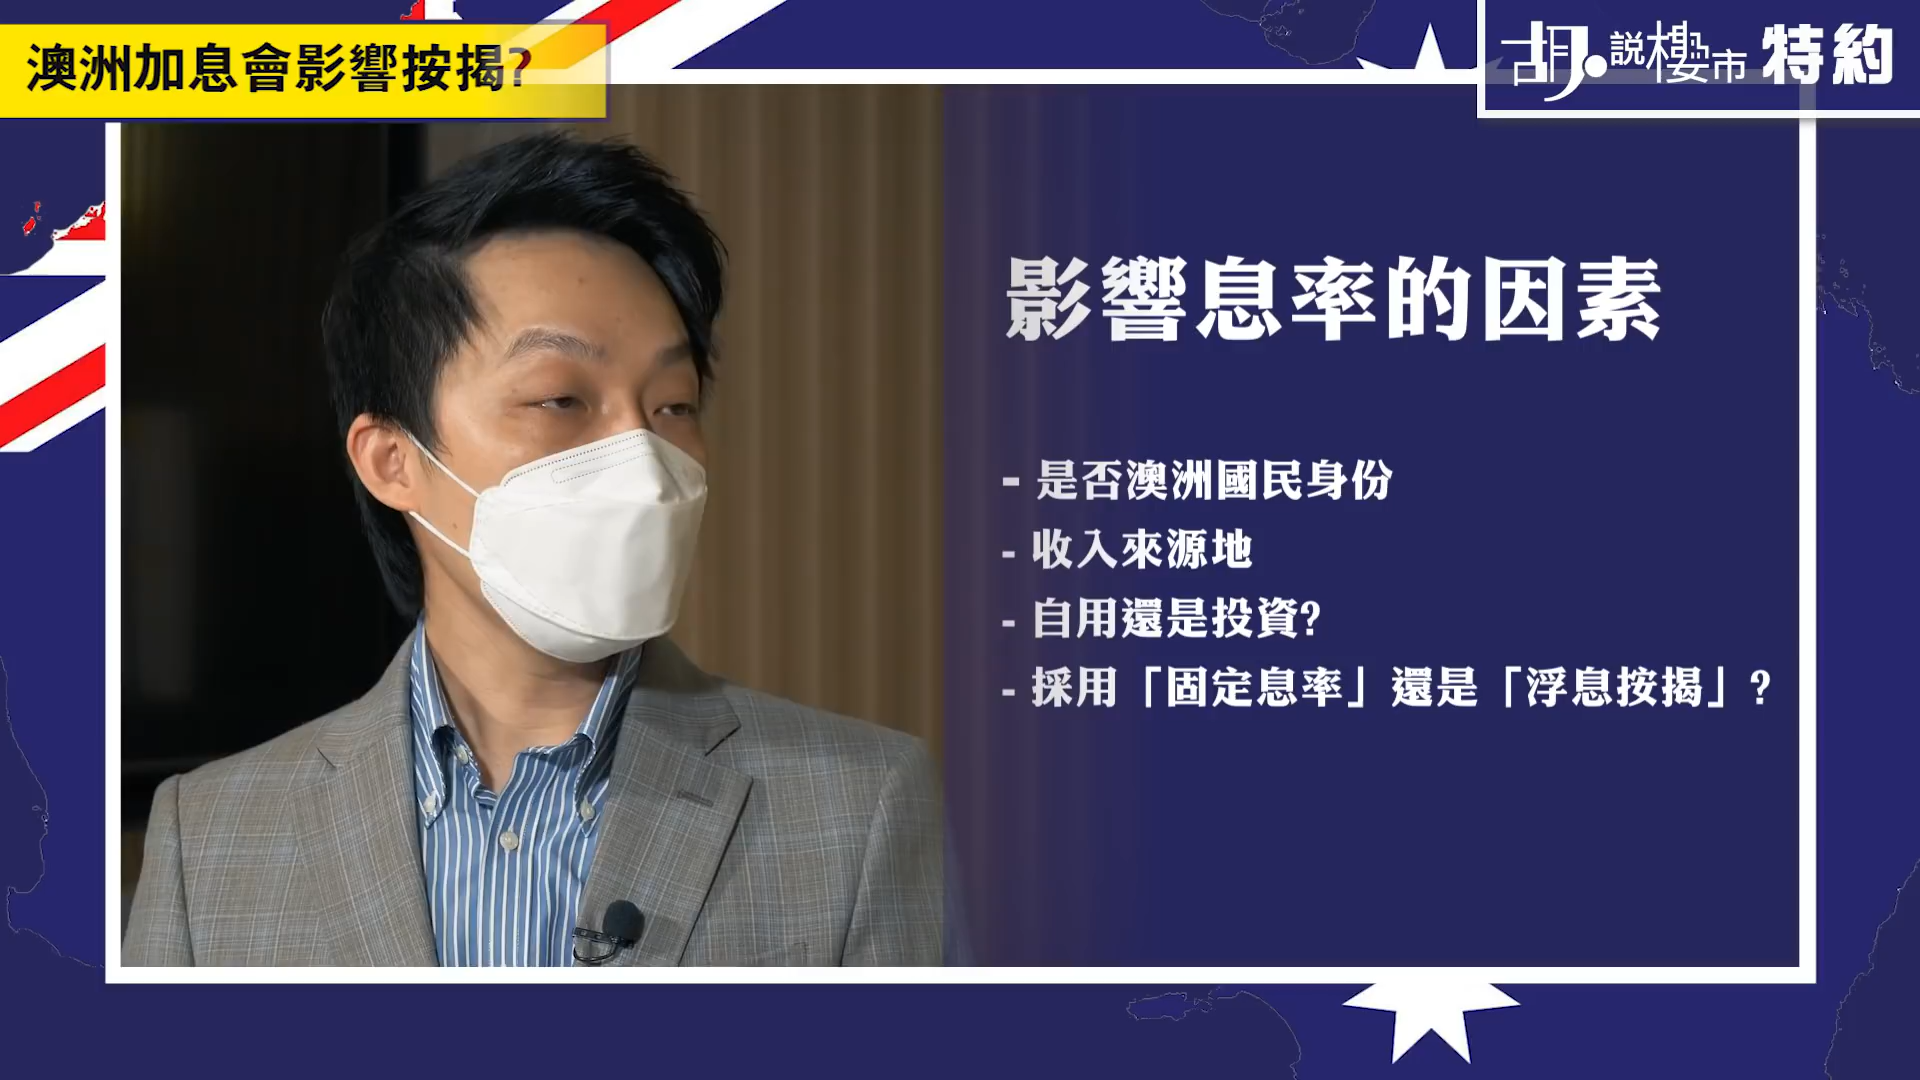 澳洲加息會影響按揭?
胡·説樓市 特約
影響息率的因素
- 是否澳洲國民身份
- 收入來源地
- 自用還是投資?
- 採用「固定息率」還是「浮息按揭」?